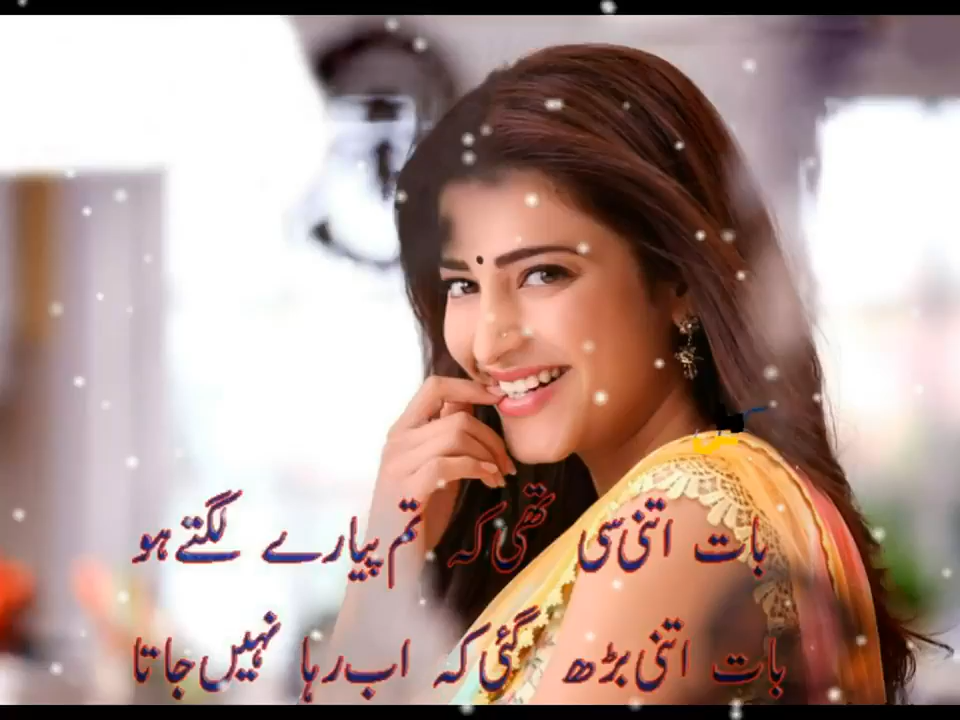 بات اتنی سی تھی کہ تم پیارے لگتے ہو
بات اتنی بڑھ گئی کہ اب رہا نہیں جاتا